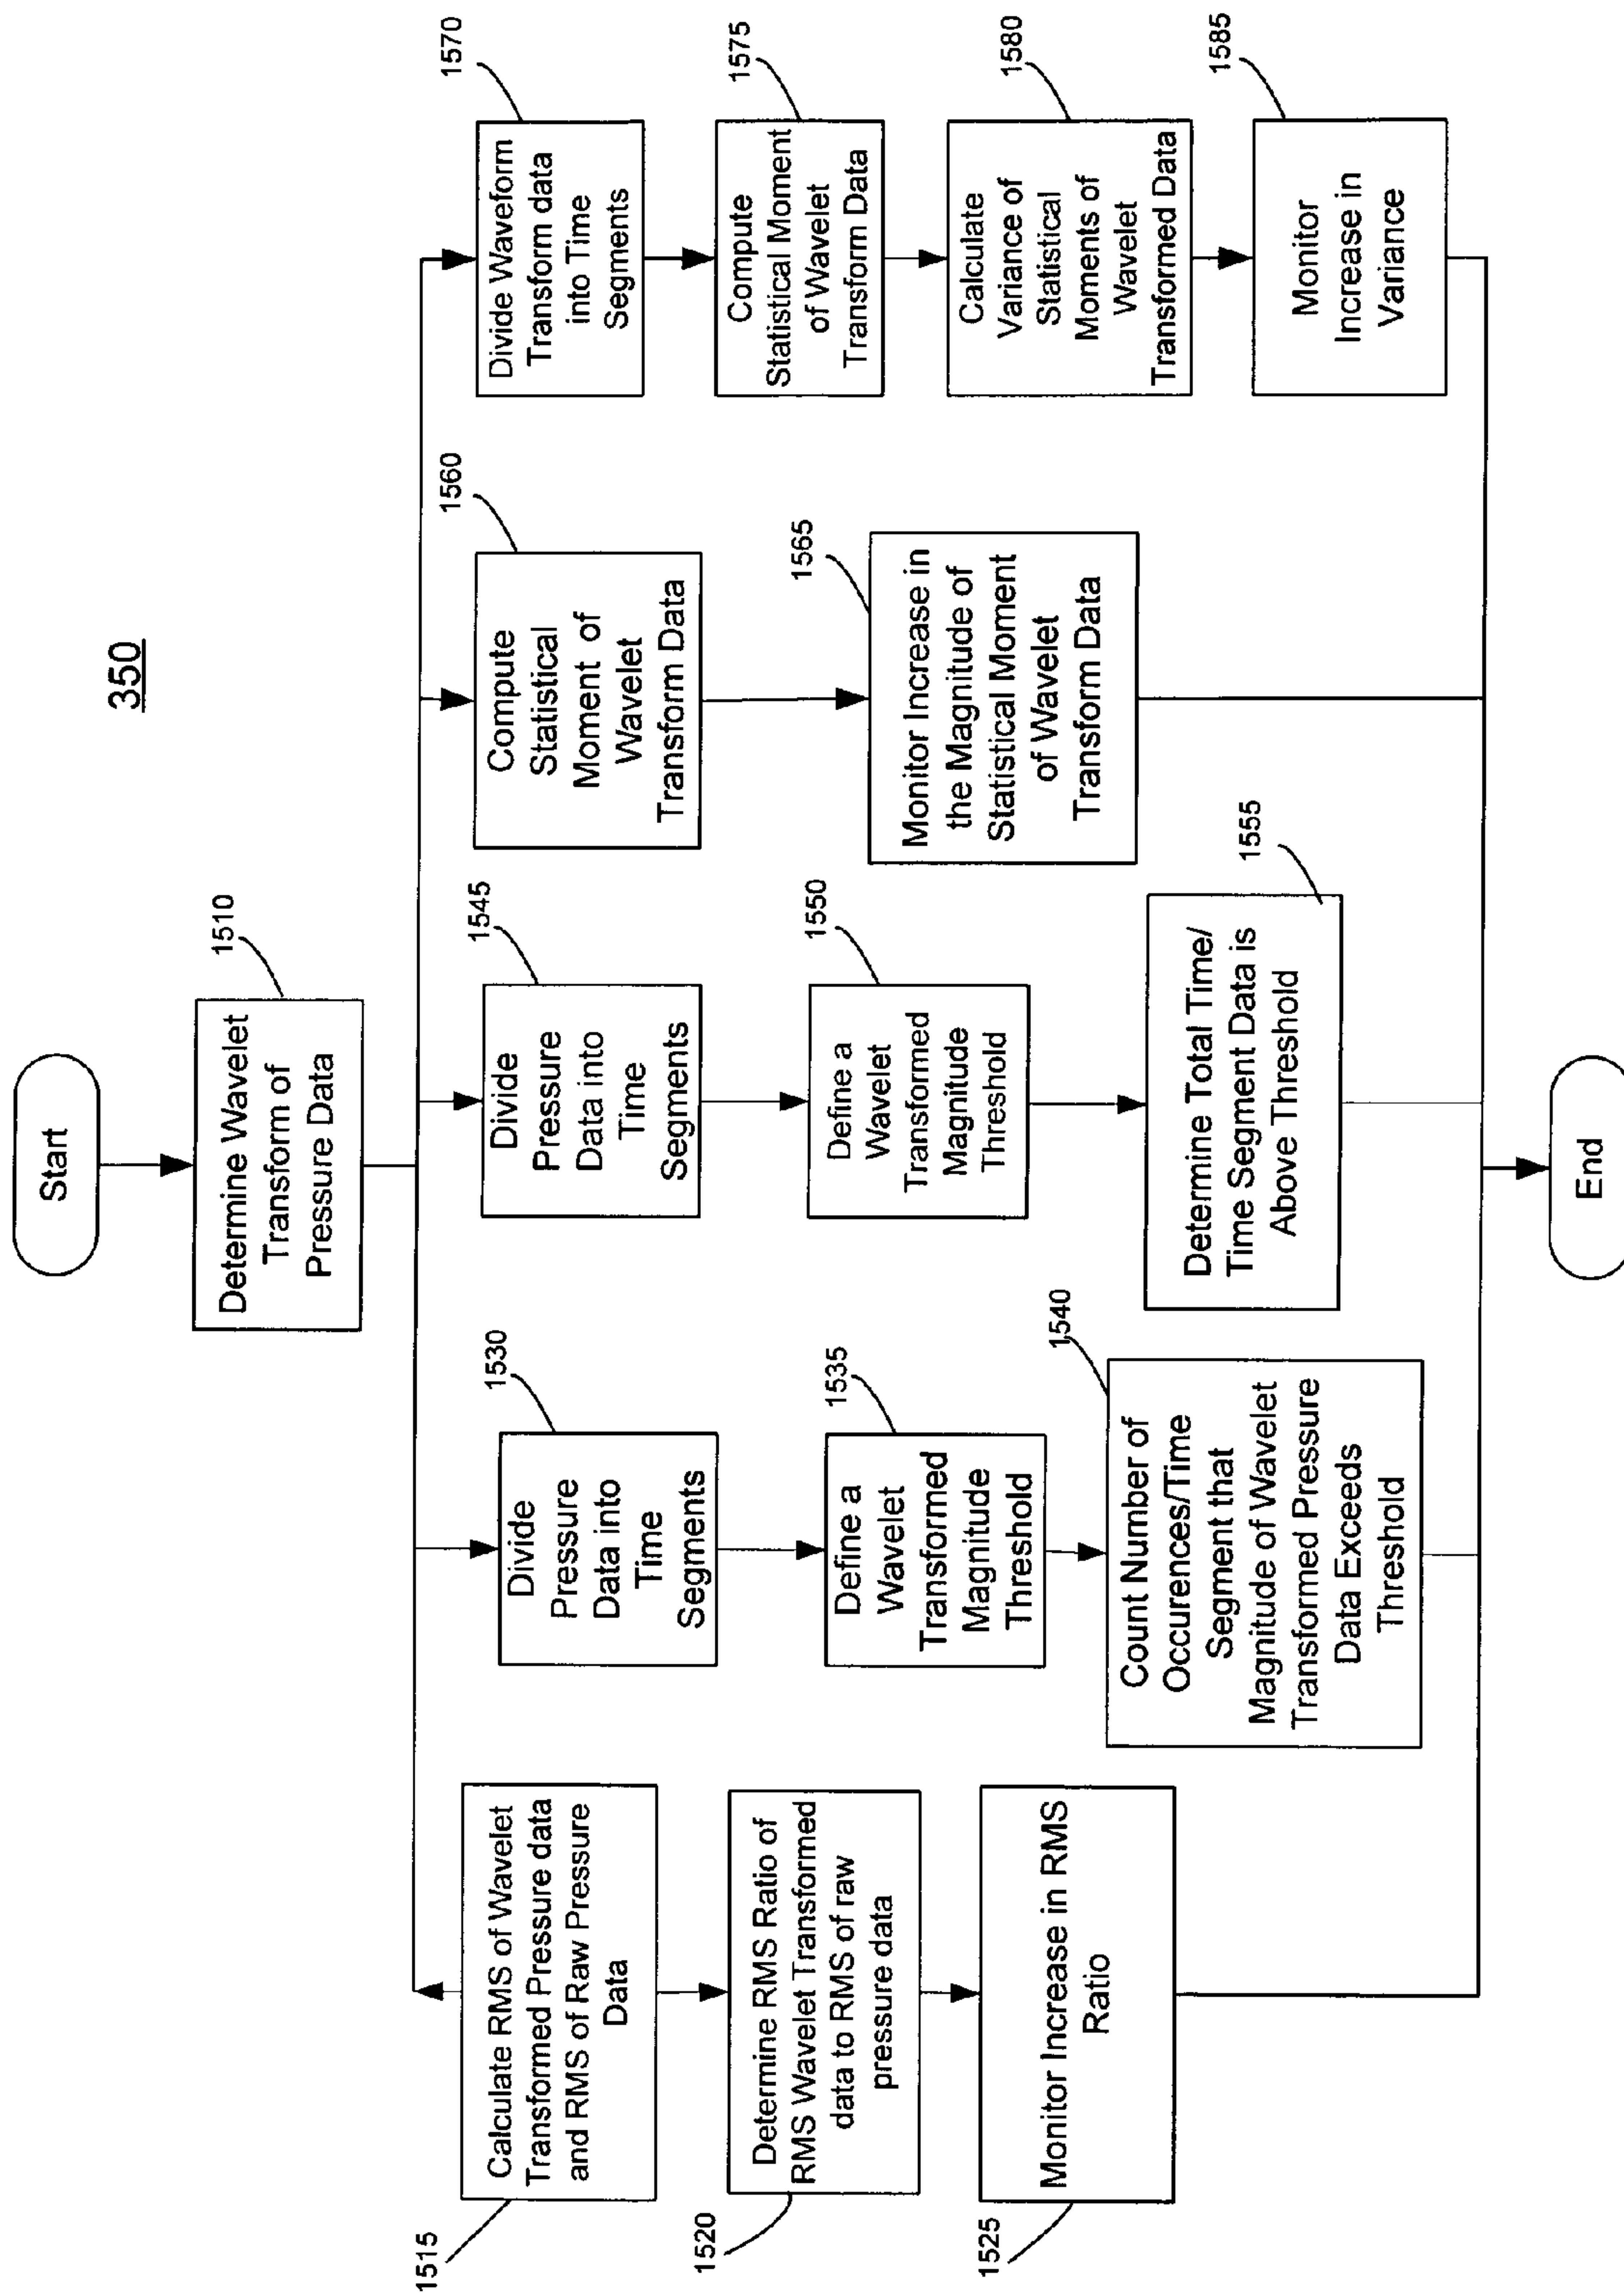 350
Start
1510
Determine Wavelet
Transform of
Pressure Data
1515
Calculate RMS of Wavelet
Transformed Pressure data
and RMS of Raw Pressure
Data
1520
Determine RMS Ratio of
RMS Wavelet Transformed
data to RMS of raw
pressure data
1525
Monitor Increase in RMS
Ratio
1530
Divide
Pressure
Data into
Time
Segments
1535
Define a
Wavelet
Transformed
Magnitude
Threshold
1540
Count Number of
Occurences/Time
Segment that
Magnitude of Wavelet
Transformed Pressure
Data Exceeds
Threshold
1545
Divide
Pressure
Data into
Time
Segments
1550
Define a
Wavelet
Transformed
Magnitude
Threshold
1555
Determine Total Time/
Time Segment Data is
Above Threshold
1560
Compute
Statistical
Moment of
Wavelet
Transform Data
1565
Monitor Increase in
the Magnitude of
Statistical Moment
of Wavelet
Transform Data
1570
Divide Waveform
Transform data
into Time
Segments
1575
Compute
Statistical Moment
of Wavelet
Transform Data
1580
Calculate
Variance of
Statistical
Moments of
Wavelet
Transformed Data
1585
Monitor
Increase in
Variance
End